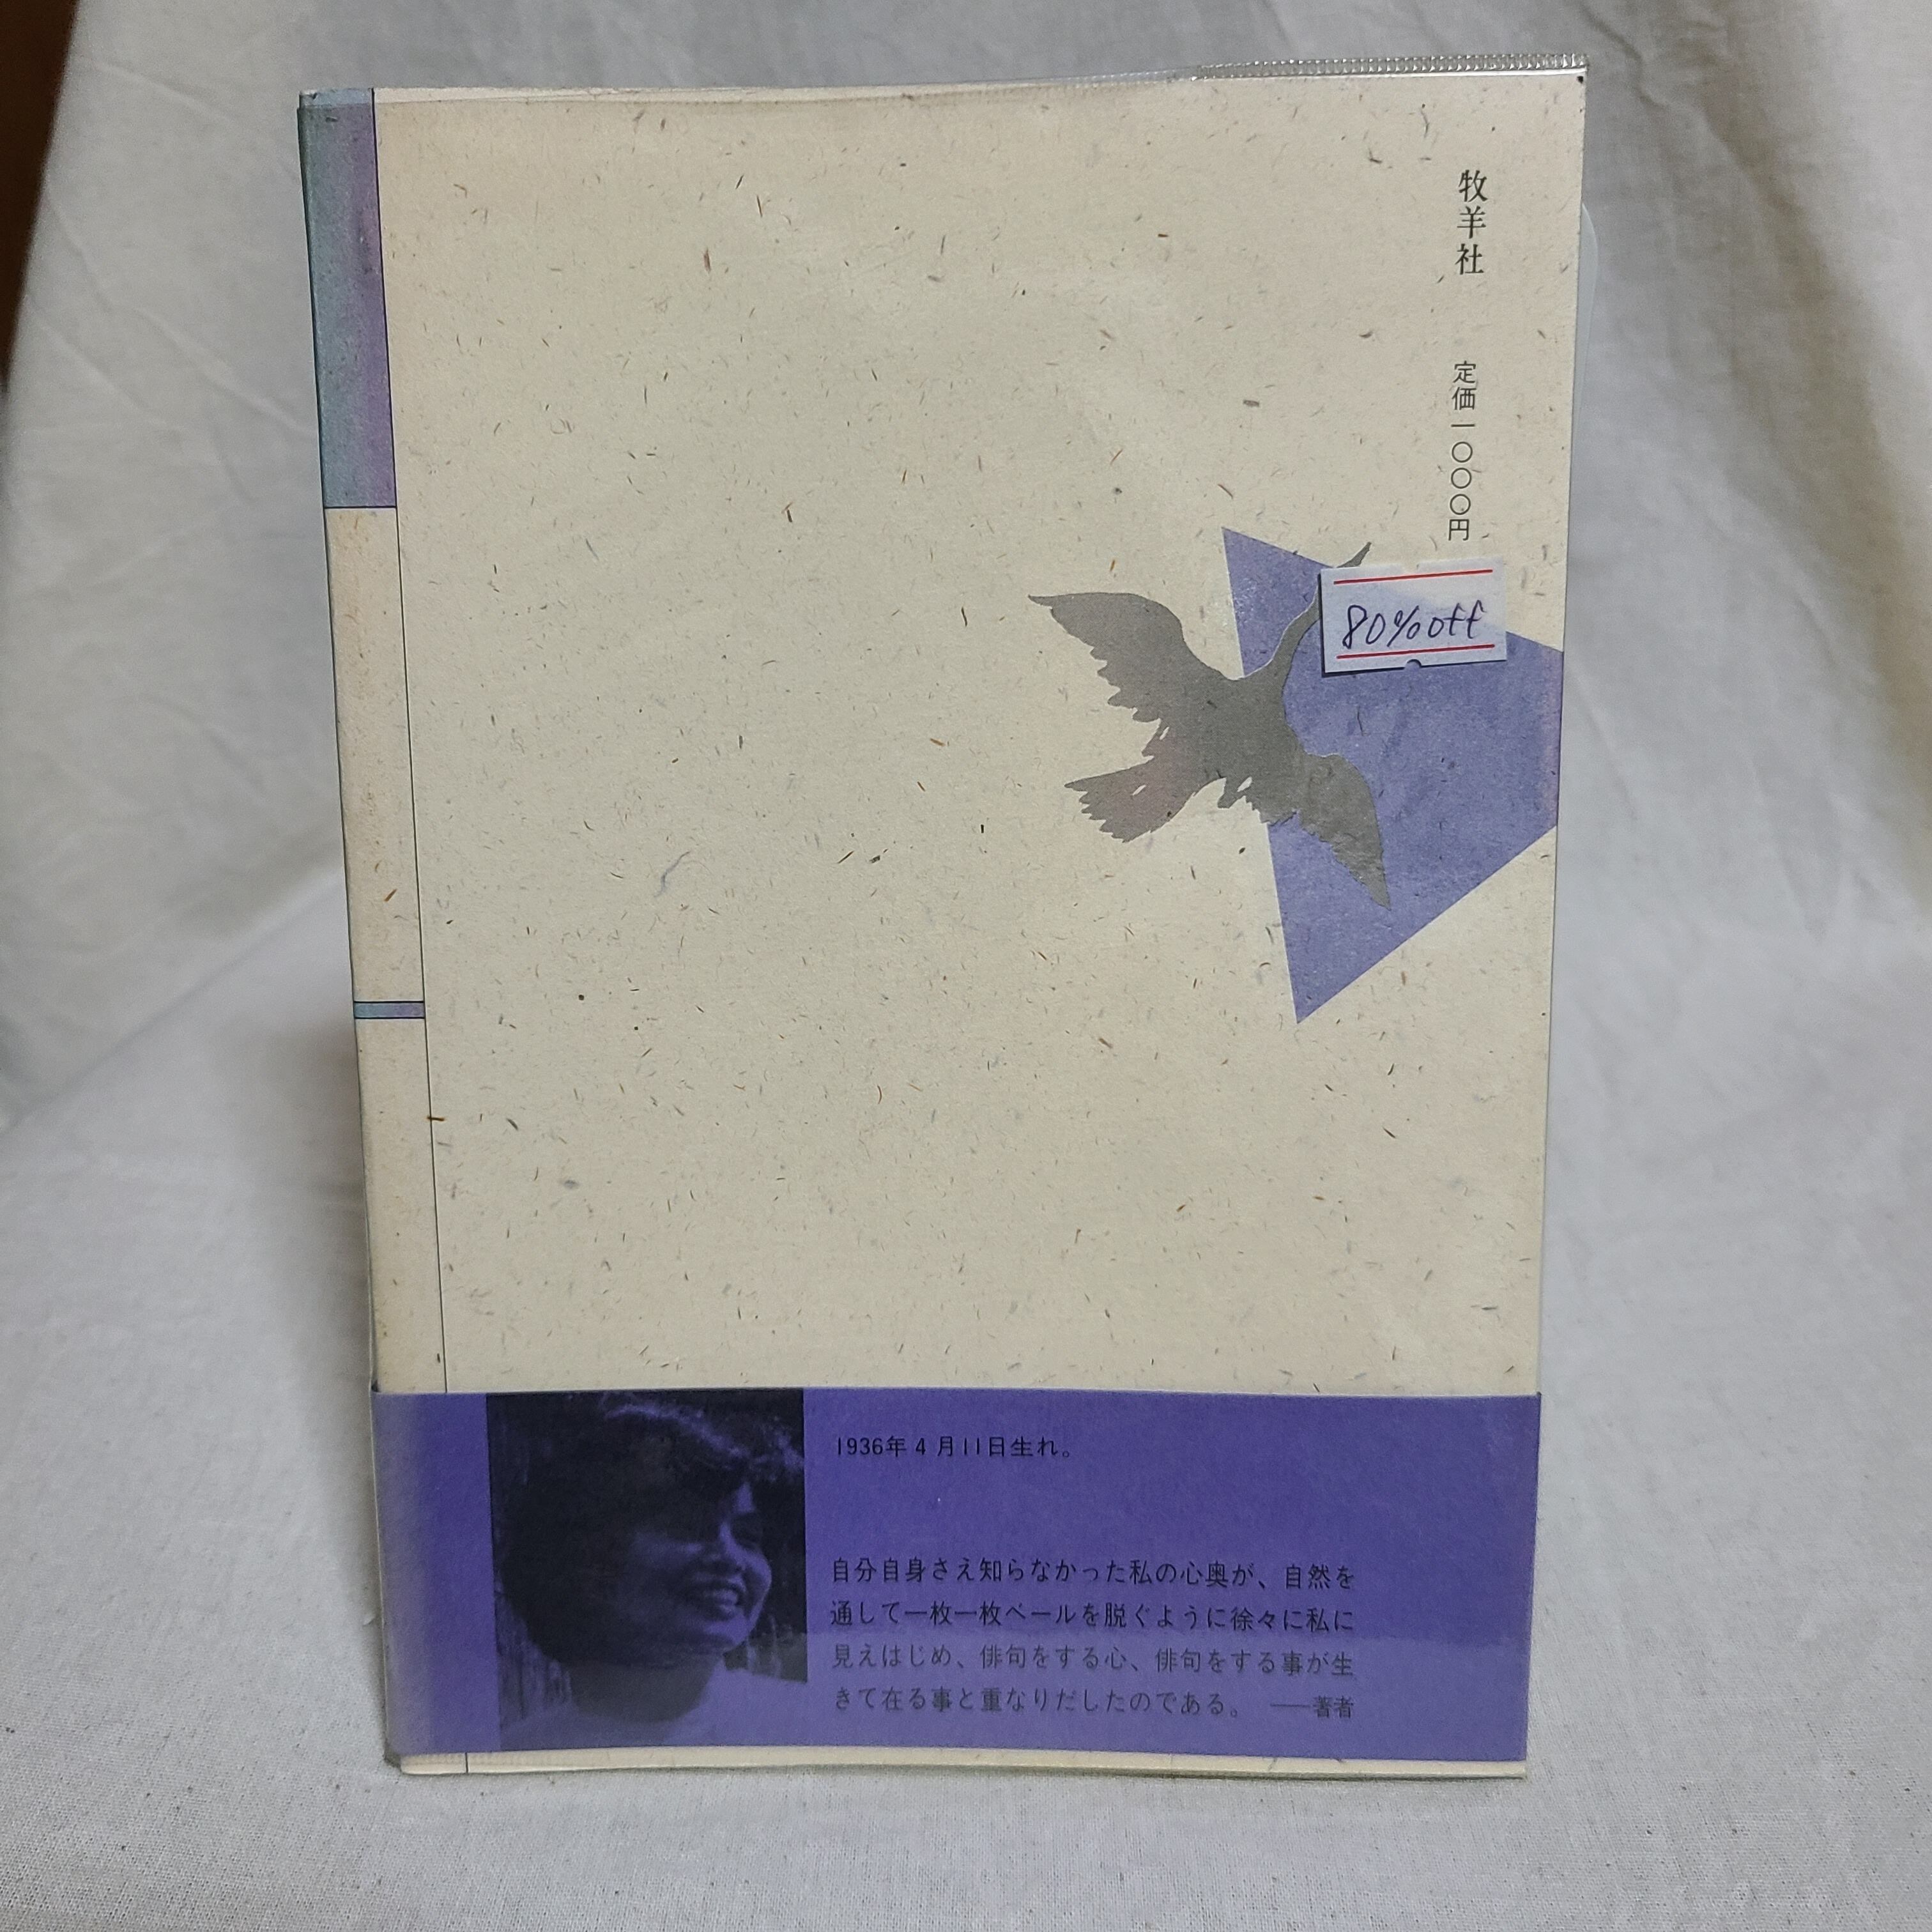 牧羊社
定価一〇〇〇円
80%off
1936年4月11日生れ。
自分自身さえ知らなかった私の心奥が、自然を
通して一枚一枚ベールを脱ぐように徐々に私に
見えはじめ、俳句をする心、俳句をする事が生
きて在る事と重なりだしたのである。 ──著者